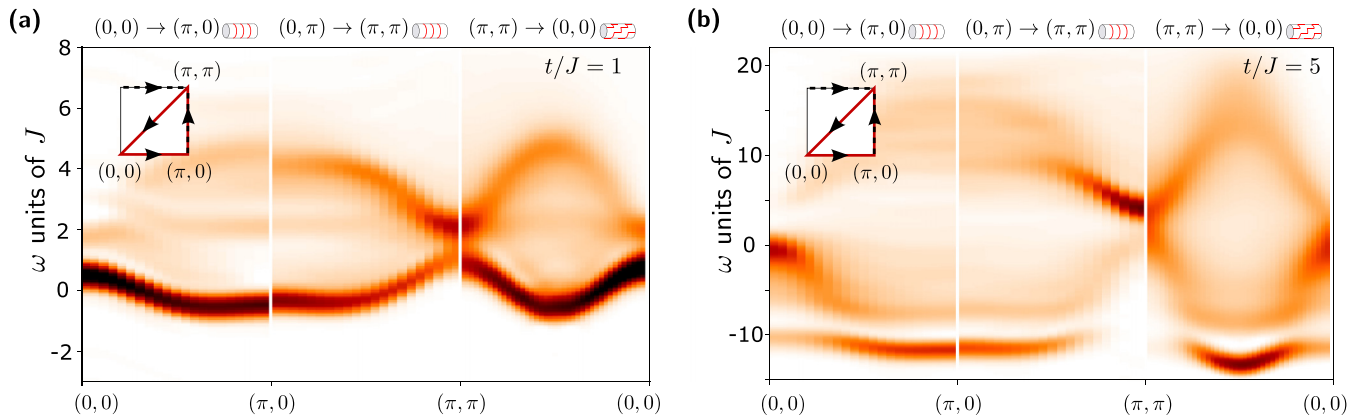 (a)
(0, 0) → (π, 0) (0, π) → (π, π) (π, π) → (0, 0)
t/J = 1
(π, π)
(0, 0) (π, 0)
ω units of J
8
6
4
2
0
-2
(0, 0) (π, 0) (π, π) (0, 0)
(b)
(0, 0) → (π, 0) (0, π) → (π, π) (π, π) → (0, 0)
t/J = 5
(π, π)
(0, 0) (π, 0)
ω units of J
20
10
0
-10
(0, 0) (π, 0) (π, π) (0, 0)